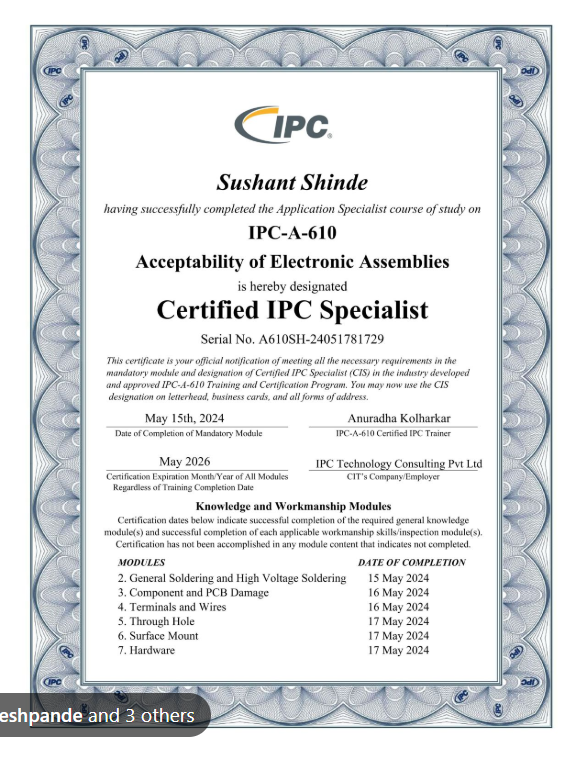 IPC®
Sushant Shinde
having successfully completed the Application Specialist course of study on
IPC-A-610
Acceptability of Electronic Assemblies
is hereby designated
Certified IPC Specialist
Serial No. A610SH-24051781729
This certificate is your official notification of meeting all the necessary requirements in the
mandatory module and designation of Certified IPC Specialist (CIS) in the industry developed
and approved IPC-A-610 Training and Certification Program. You may now use the CIS
designation on letterhead, business cards, and all forms of address.
May 15th, 2024
Date of Completion of Mandatory Module
Anuradha Kolharkar
IPC-A-610 Certified IPC Trainer
May 2026
Certification Expiration Month/Year of All Modules
Regardless of Training Completion Date
IPC Technology Consulting Pvt Ltd
CIT's Company/Employer
Knowledge and Workmanship Modules
Certification dates below indicate successful completion of the required general knowledge
module(s) and successful completion of each applicable workmanship skills/inspection module(s).
Certification has not been accomplished in any module content that indicates not completed.
MODULES DATE OF COMPLETION
2. General Soldering and High Voltage Soldering 15 May 2024
3. Component and PCB Damage 16 May 2024
4. Terminals and Wires 16 May 2024
5. Through Hole 17 May 2024
6. Surface Mount 17 May 2024
7. Hardware 17 May 2024
eshpande and 3 others